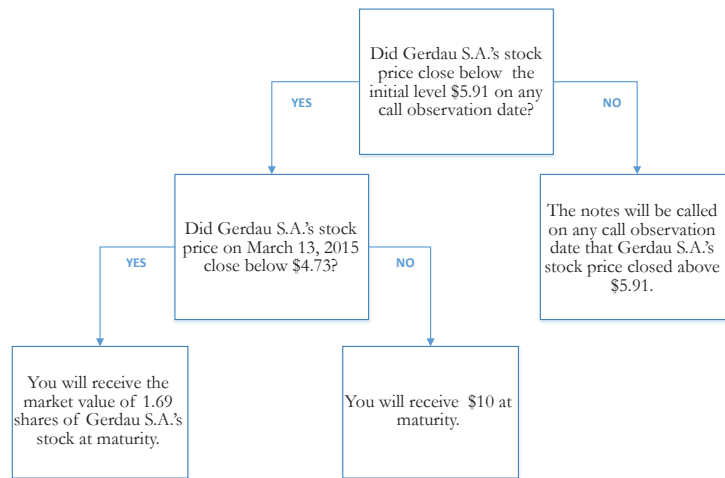 Did Gerdau S.A.'s stock
price close below the
initial level $5.91 on any
call observation date?
YES
NO
Did Gerdau S.A.'s stock
price on March 13, 2015
close below $4.73?
The notes will be called
on any call observation
date that Gerdau S.A.'s
stock price closed above
$5.91.
YES
NO
You will receive the
market value of 1.69
shares of Gerdau S.A.'s
stock at maturity.
You will receive $10 at
maturity.